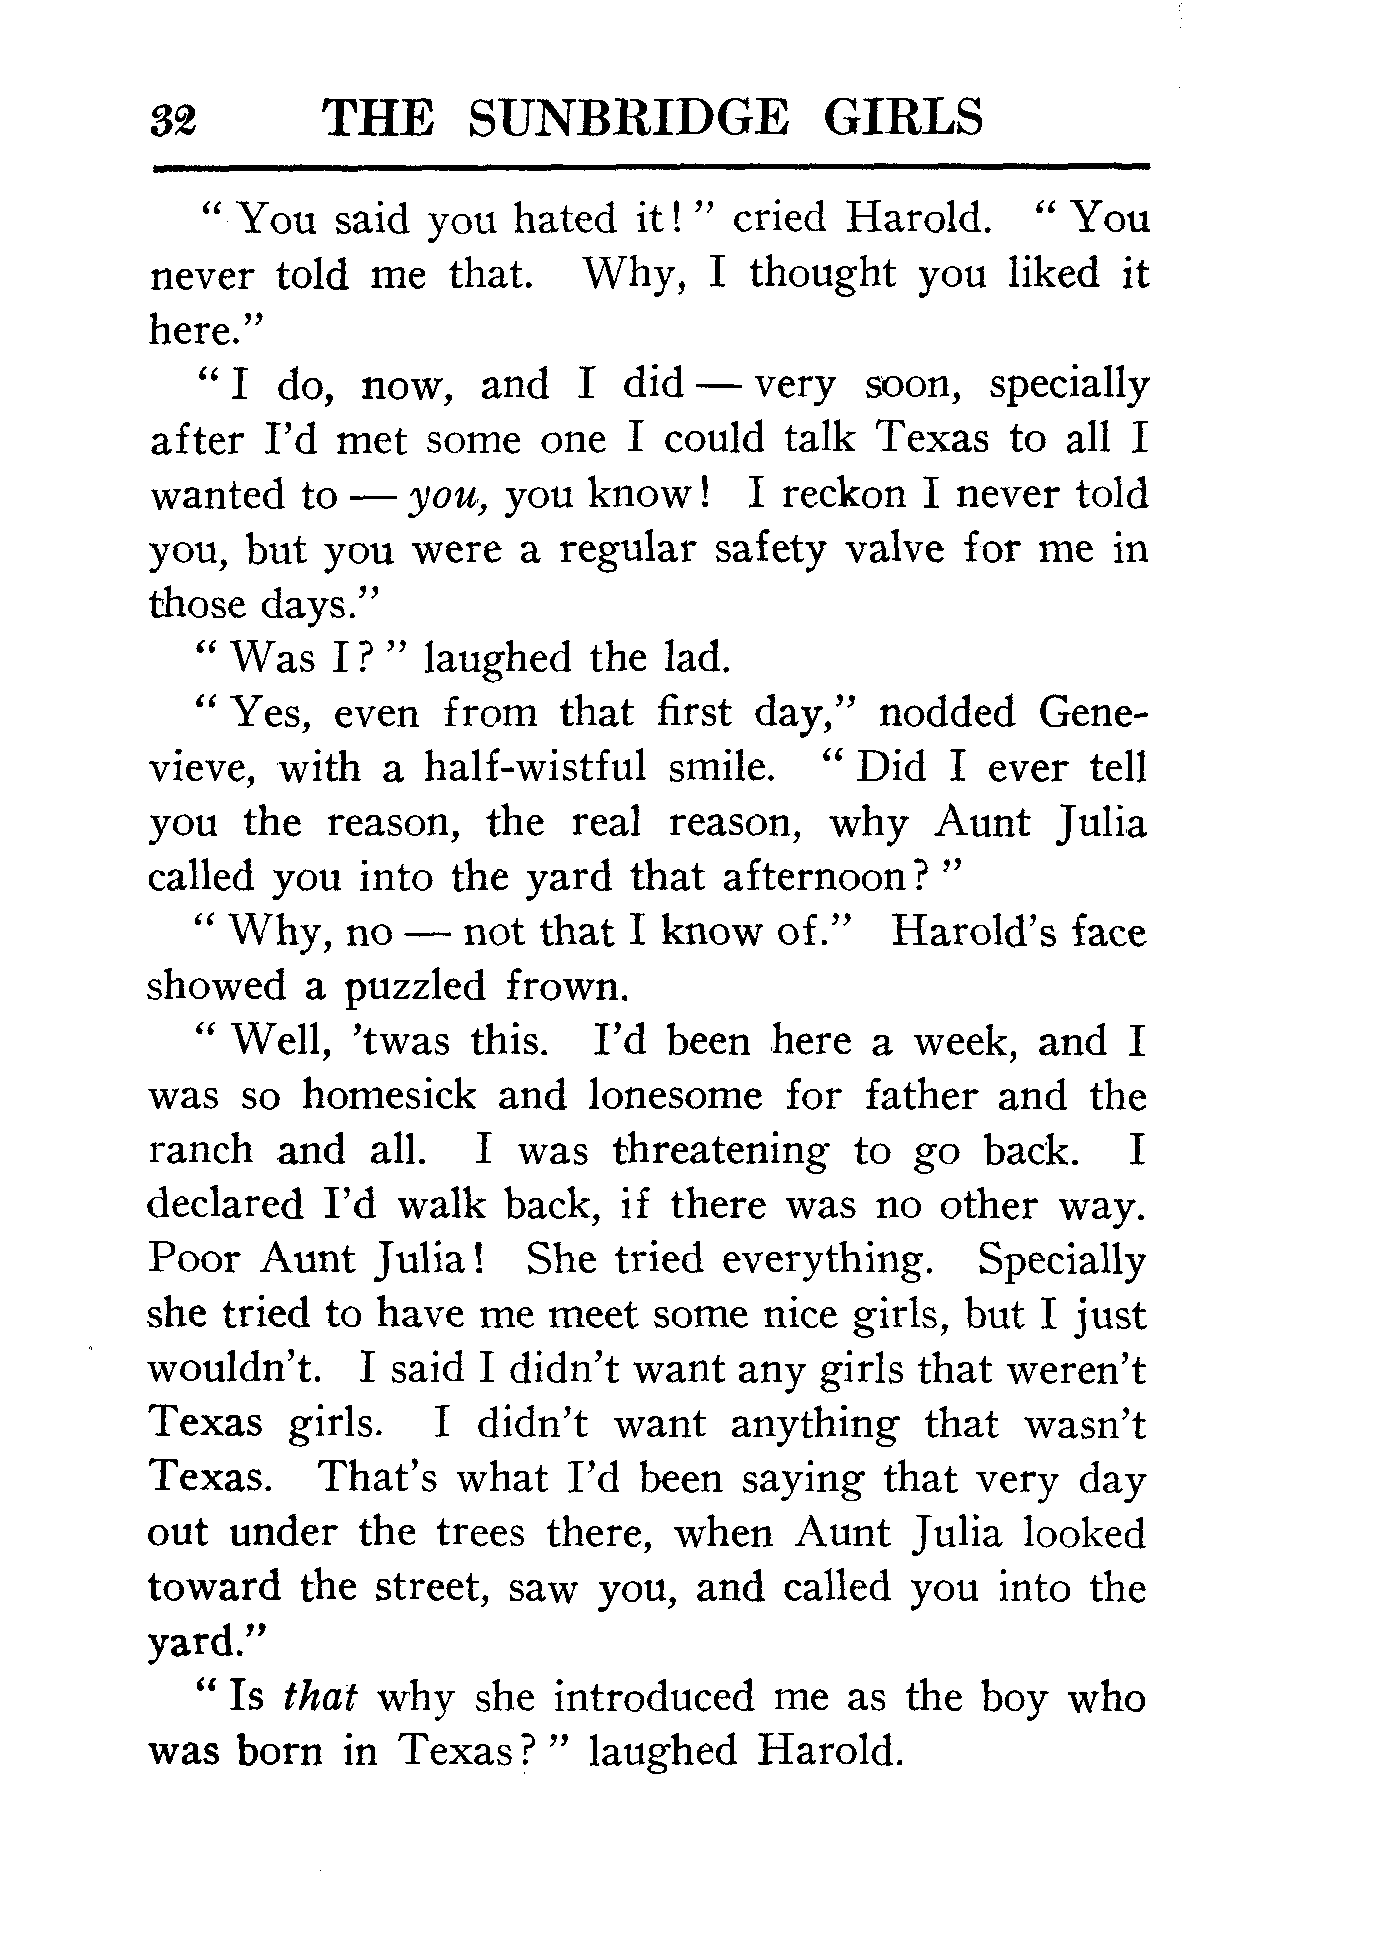 32 THE SUNBRIDGE GIRLS
“ You said you hated it! ” cried Harold. “ You
never told me that. Why, I thought you liked it
here.”
“ I do, now, and I did — very soon, specially
after I’d met some one I could talk Texas to all I
wanted to — you, you know! I reckon I never told
you, but you were a regular safety valve for me in
those days.”
“ Was I? ” laughed the lad.
“ Yes, even from that first day,” nodded Gene-
vieve, with a half-wistful smile. “ Did I ever tell
you the reason, the real reason, why Aunt Julia
called you into the yard that afternoon? ”
“ Why, no — not that I know of.” Harold’s face
showed a puzzled frown.
“ Well, ’twas this. I’d been here a week, and I
was so homesick and lonesome for father and the
ranch and all. I was threatening to go back. I
declared I’d walk back, if there was no other way.
Poor Aunt Julia! She tried everything. Specially
she tried to have me meet some nice girls, but I just
wouldn’t. I said I didn’t want any girls that weren’t
Texas girls. I didn’t want anything that wasn’t
Texas. That’s what I’d been saying that very day
out under the trees there, when Aunt Julia looked
toward the street, saw you, and called you into the
yard.”
“ Is that why she introduced me as the boy who
was born in Texas? ” laughed Harold.